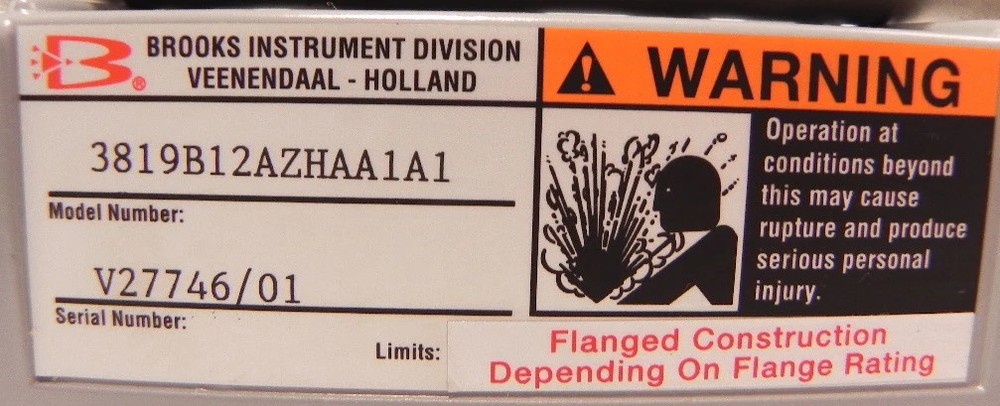 B®
BROOKS INSTRUMENT DIVISION
VEENENDAAL - HOLLAND
3819B12AZHAA1A1
Model Number:
V27746/01
Serial Number:
Limits:
WARNING
Operation at
conditions beyond
this may cause
rupture and produce
serious personal
injury.
Flanged Construction
Depending On Flange Rating